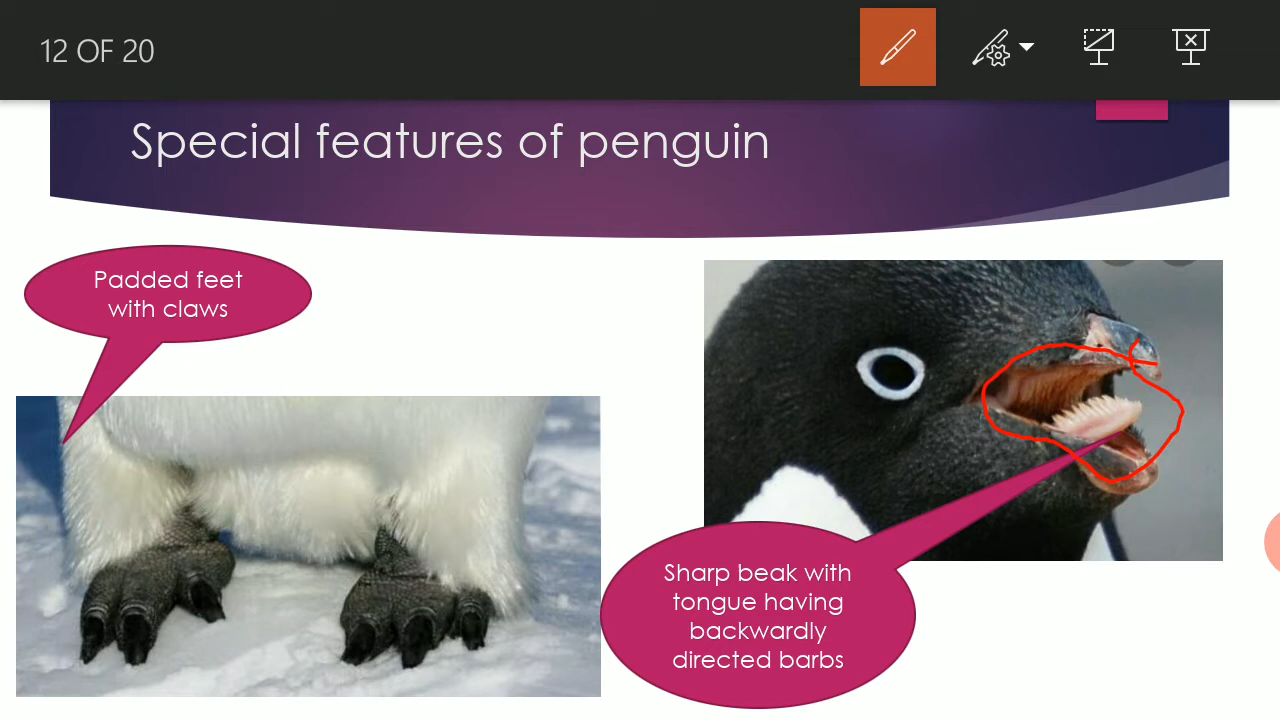 12 OF 20
Special features of penguin
Padded feet
with claws
Sharp beak with
tongue having
backwardly
directed barbs